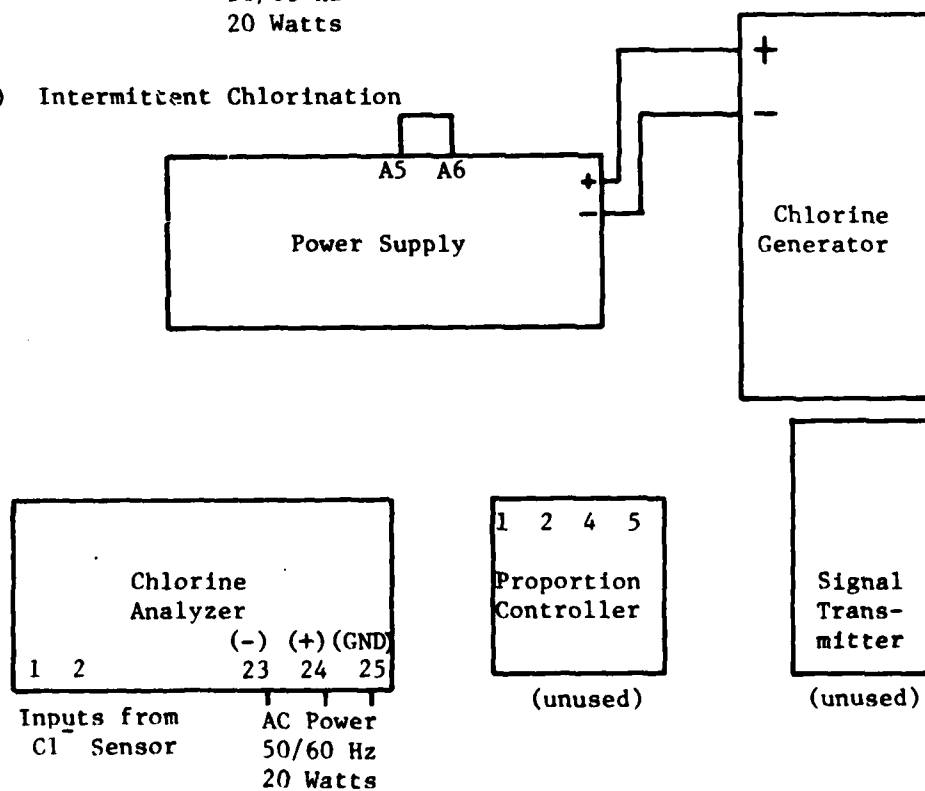 20 Watts
) Intermittent Chlorination
+
−
A5 A6
+
−
Power Supply
Chlorine
Generator
Chlorine
Analyzer
(-) (+) (GND)
1 2 23 24 25
Inputs from
Cl⁻ Sensor
AC Power
50/60 Hz
20 Watts
1 2 4 5
Proportion
Controller
(unused)
Signal
Trans-
mitter
(unused)